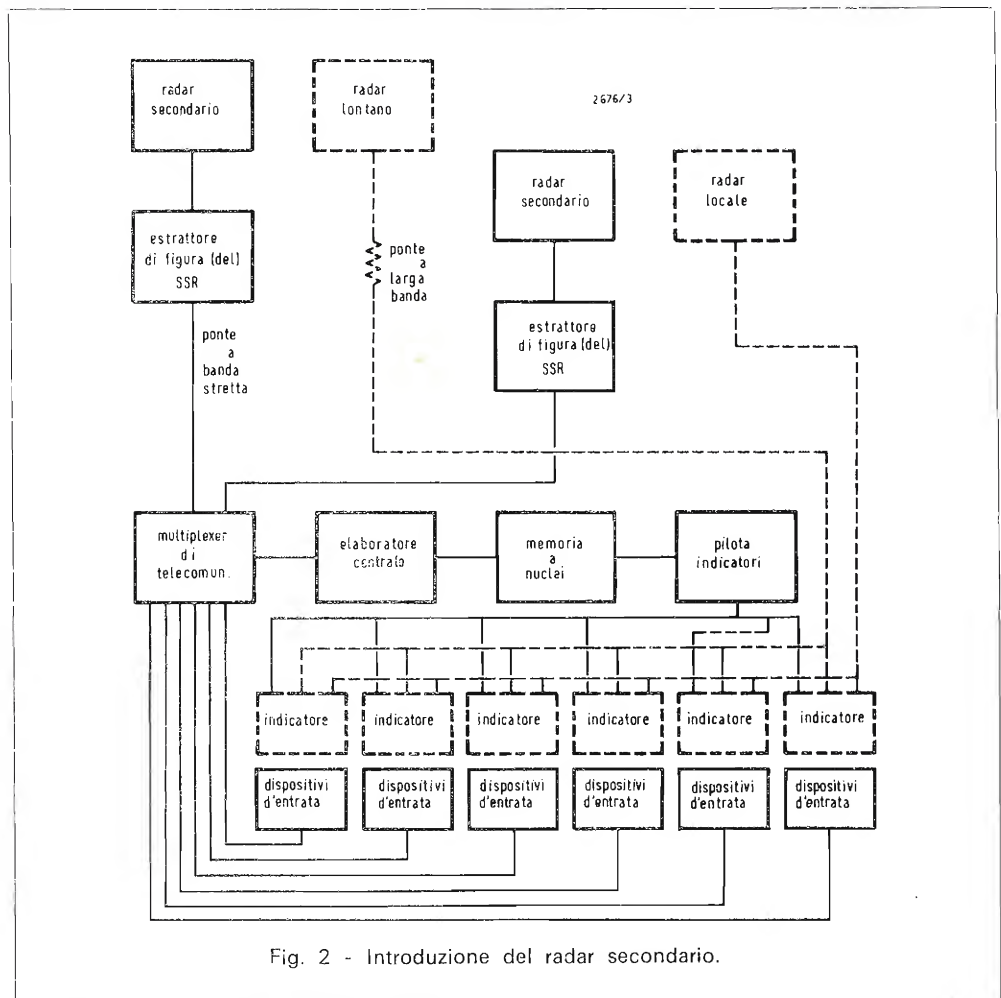 radar
secondario
radar
lontano
2676/3
radar
secondario
radar
locale
estrattore
di figura (del)
SSR
ponte
a
larga
banda
estrattore
di figura (del)
SSR
ponte
a
banda
stretta
multiplexer
di
telecomun.
elaboratore
centrale
memoria
a
nuclei
pilota
indicatori
indicatore
indicatore
indicatore
indicatore
indicatore
indicatore
dispositivi
d'entrata
dispositivi
d'entrata
dispositivi
d'entrata
dispositivi
d'entrata
dispositivi
d'entrata
dispositivi
d'entrata
Fig. 2 - Introduzione del radar secondario.